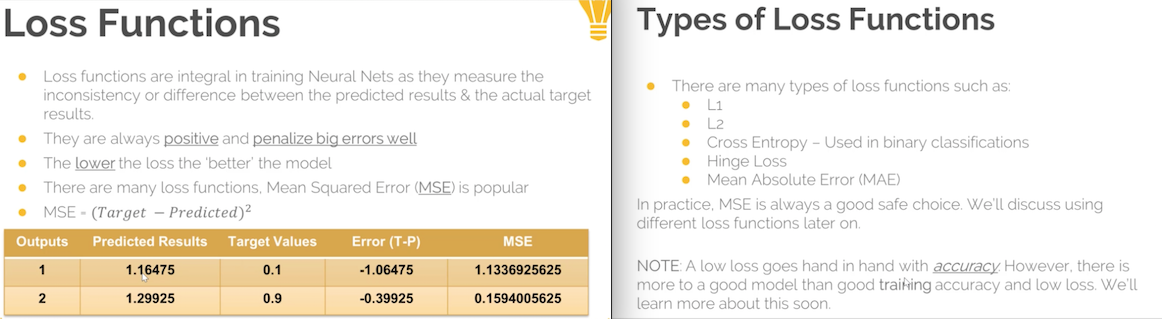 Loss Functions
Loss functions are integral in training Neural Nets as they measure the
inconsistency or difference between the predicted results & the actual target
results.
They are always positive and penalize big errors well
The lower the loss the ‘better’ the model
There are many loss functions, Mean Squared Error (MSE) is popular
MSE = (Target − Predicted)²
Outputs Predicted Results Target Values Error (T-P) MSE
1 1.16475 0.1 -1.06475 1.1336925625
2 1.29925 0.9 -0.39925 0.1594005625
Types of Loss Functions
There are many types of loss functions such as:
L1
L2
Cross Entropy – Used in binary classifications
Hinge Loss
Mean Absolute Error (MAE)
In practice, MSE is always a good safe choice. We’ll discuss using
different loss functions later on.
NOTE: A low loss goes hand in hand with accuracy. However, there is
more to a good model than good training accuracy and low loss. We’ll
learn more about this soon.